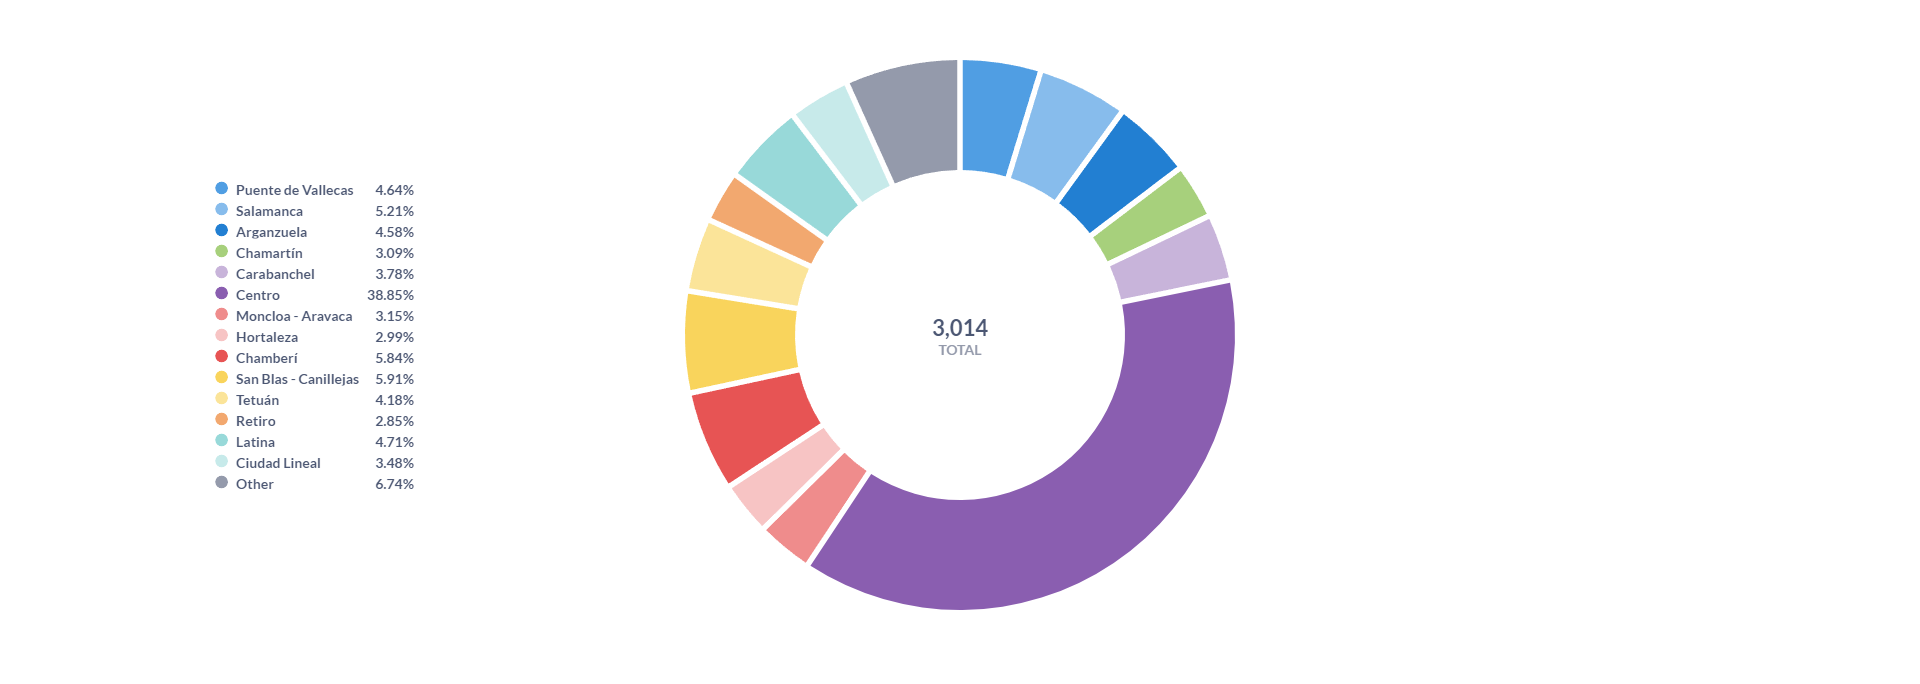 Puente de Vallecas 4.64%
Salamanca 5.21%
Arganzuela 4.58%
Chamartín 3.09%
Carabanchel 3.78%
Centro 38.85%
Moncloa - Aravaca 3.15%
Hortaleza 2.99%
Chamberí 5.84%
San Blas - Canillejas 5.91%
Tetuán 4.18%
Retiro 2.85%
Latina 4.71%
Ciudad Lineal 3.48%
Other 6.74%
3,014
TOTAL